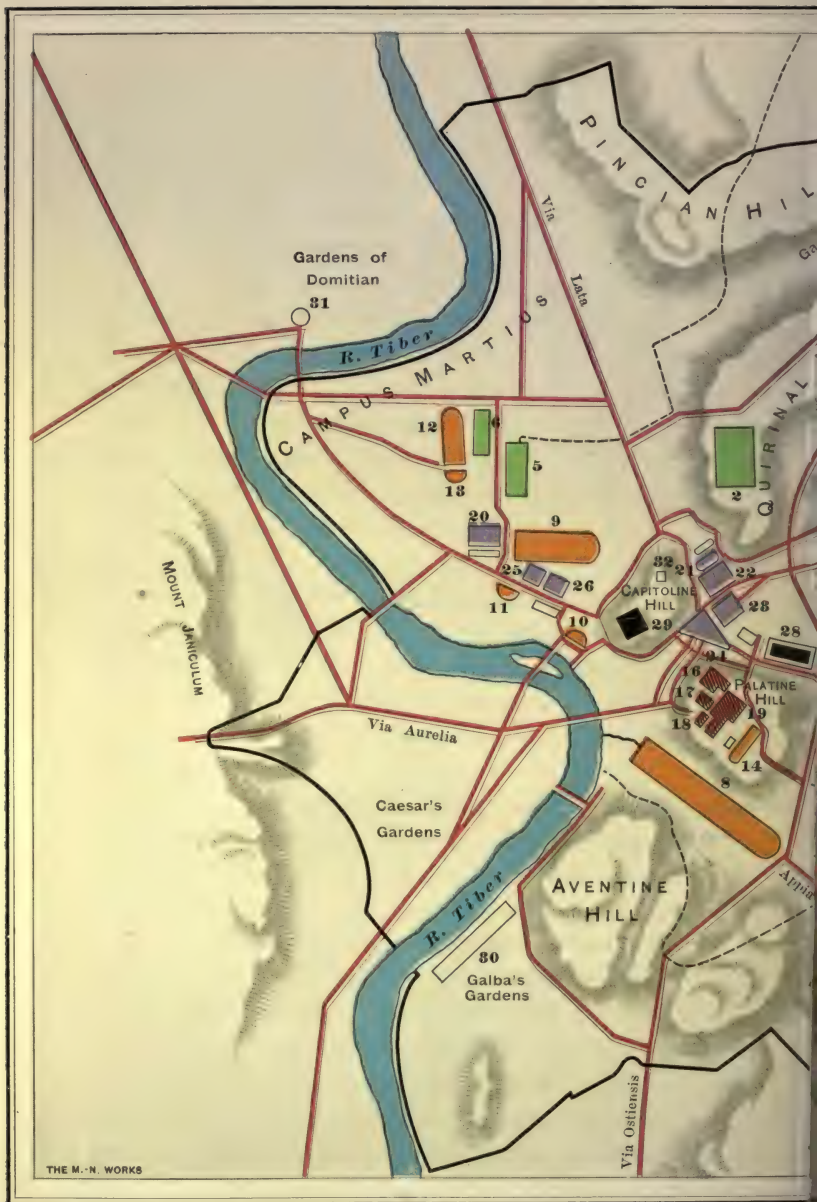 PINCIAN HIL
Via Lata
Ga
Gardens of
Domitian
31
R. Tiber
CAMPUS MARTIUS
QUIRINAL
12
6
13
5
2
20
9
25
26
11
10
32
21
22
CAPITOLINE
HILL
29
23
24
28
MOUNT JANICULUM
16
17
18
PALATINE
HILL
19
14
8
Via Aurelia
Caesar's
Gardens
AVENTINE
HILL
Appia
R. Tiber
30
Galba's
Gardens
Via Ostiensis
THE M.-N. WORKS